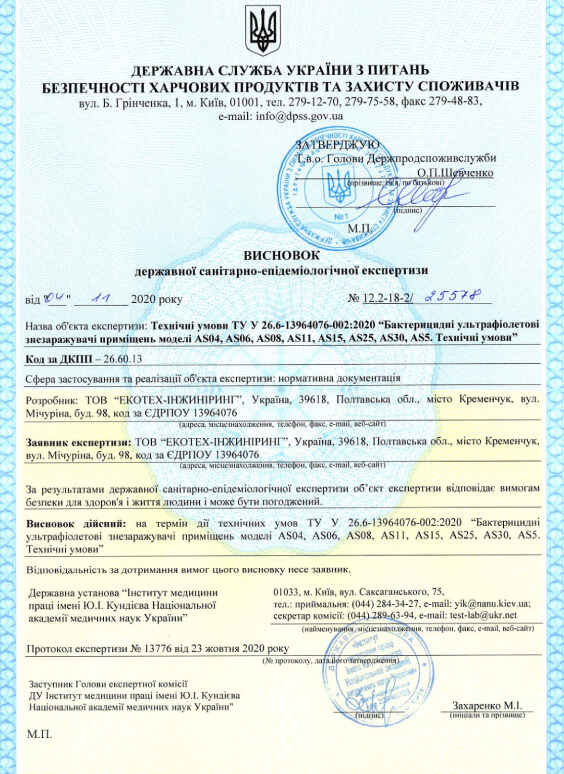 ДЕРЖАВНА СЛУЖБА УКРАЇНИ З ПИТАНЬ
БЕЗПЕЧНОСТІ ХАРЧОВИХ ПРОДУКТІВ ТА ЗАХИСТУ СПОЖИВАЧІВ
вул. Б. Грінченка, 1, м. Київ, 01001, тел. 279-12-70, 279-75-58, факс 279-48-83,
e-mail: info@dpss.gov.ua
ЗАТВЕРДЖУЮ
Т.в.о. Голови Держпродспоживслужби
О.П.Шевченко
(прізвище, ім'я, по батькові)
(підпис)
№ 1
М.П.
ВИСНОВОК
державної санітарно-епідеміологічної експертизи
від "04" 11 2020 року
№ 12.2-18-2/ 25578
Назва об'єкта експертизи: Технічні умови ТУ У 26.6-13964076-002:2020 “Бактерицидні ультрафіолетові
знезаражувачі приміщень моделі AS04, AS06, AS08, AS11, AS15, AS25, AS30, AS5. Технічні умови”
Код за ДКПП – 26.60.13
Сфера застосування та реалізації об'єкта експертизи: нормативна документація
Розробник: ТОВ “ЕКОТЕХ-ІНЖИНІРИНГ”, Україна, 39618, Полтавська обл., місто Кременчук, вул.
Мічуріна, буд. 98, код за ЄДРПОУ 13964076
(адреса, місцезнаходження, телефон, факс, e-mail, веб-сайт)
Заявник експертизи: ТОВ “ЕКОТЕХ-ІНЖИНІРИНГ”, Україна, 39618, Полтавська обл., місто Кременчук,
вул. Мічуріна, буд. 98, код за ЄДРПОУ 13964076
(адреса, місцезнаходження, телефон, факс, e-mail, веб-сайт)
За результатами державної санітарно-епідеміологічної експертизи об’єкт експертизи відповідає вимогам
безпеки для здоров'я і життя людини і може бути погоджений.
Висновок дійсний: на термін дії технічних умов ТУ У 26.6-13964076-002:2020 “Бактерицидні
ультрафіолетові знезаражувачі приміщень моделі AS04, AS06, AS08, AS11, AS15, AS25, AS30, AS5.
Технічні умови”
Відповідальність за дотримання вимог цього висновку несе заявник.
Державна установа “Інститут медицини
праці імені Ю.І. Кундієва Національної
академії медичних наук України”
01033, м. Київ, вул. Саксаганського, 75,
тел.: приймальня: (044) 284-34-27, e-mail: yik@nanu.kiev.ua;
секретар комісії: (044) 289-63-94, e-mail: test-lab@ukr.net
(найменування, місцезнаходження, телефон, факс, e-mail, веб-сайт)
Протокол експертизи № 13776 від 23 жовтня 2020 року
(№ протоколу, дата його затвердження)
Заступник Голови експертної комісії
ДУ Інститут медицини праці ім. Ю.І. Кундієва
Національної академії медичних наук України"
(підпис)
Захаренко М.І.
(ініціали та прізвище)
М.П.